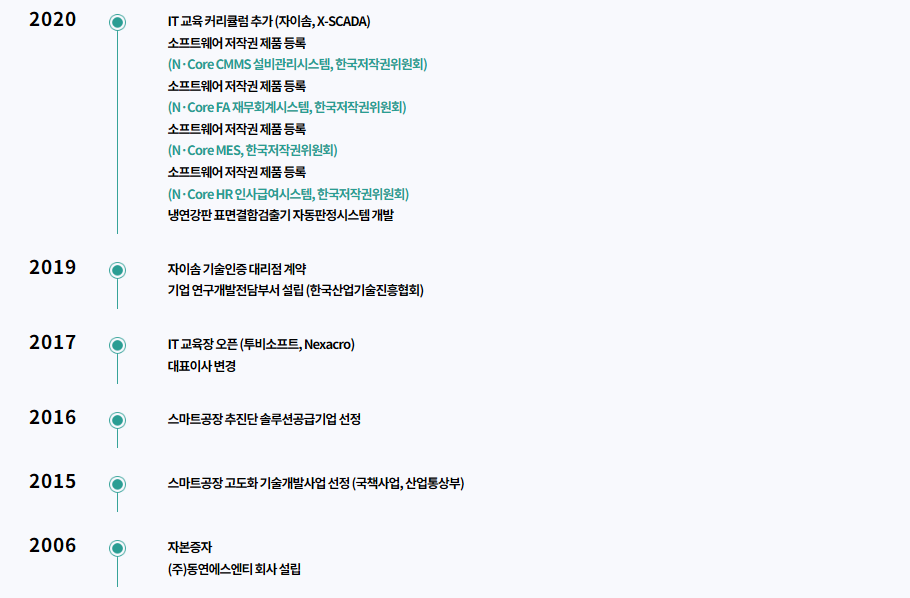 2020
IT 교육 커리큘럼 추가 (자이솜, X-SCADA)
소프트웨어 저작권 제품 등록
(N·Core CMMS 설비관리시스템, 한국저작권위원회)
소프트웨어 저작권 제품 등록
(N·Core FA 재무회계시스템, 한국저작권위원회)
소프트웨어 저작권 제품 등록
(N·Core MES, 한국저작권위원회)
소프트웨어 저작권 제품 등록
(N·Core HR 인사급여시스템, 한국저작권위원회)
냉연강판 표면결함검출기 자동판정시스템 개발
2019
자이솜 기술인증 대리점 계약
기업 연구개발전담부서 설립 (한국산업기술진흥협회)
2017
IT 교육장 오픈 (투비소프트, Nexacro)
대표이사 변경
2016
스마트공장 추진단 솔루션공급기업 선정
2015
스마트공장 고도화 기술개발사업 선정 (국책사업, 산업통상부)
2006
자본증자
(주)동연에스엔티 회사 설립